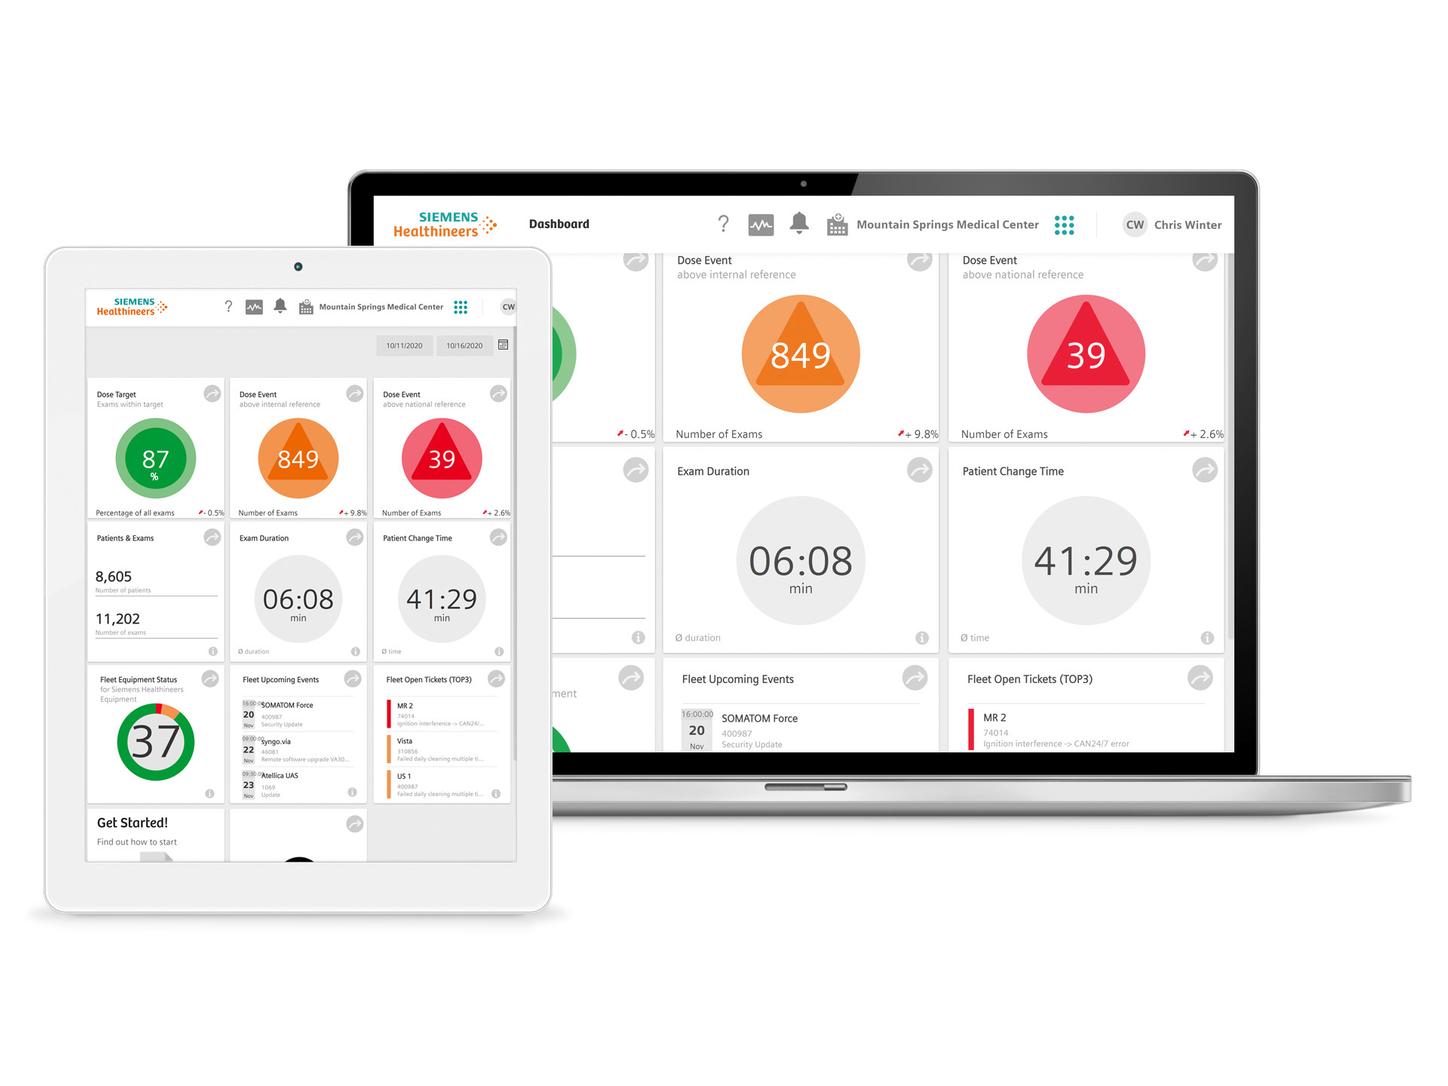 SIEMENS
Healthineers
Dashboard
?
Mountain Springs Medical Center
CW
Chris Winter
Dose Event
above internal reference
849
Number of Exams
+ 9.8%
Dose Event
above national reference
39
Number of Exams
+ 2.6%
- 0.5%
Exam Duration
06:08
min
Ø duration
Patient Change Time
41:29
min
Ø time
Fleet Upcoming Events
16:00:00
20
Nov
SOMATOM Force
400987
Security Update
Fleet Open Tickets (TOP3)
MR 2
74014
Ignition interference -> CAN24/7 error
SIEMENS
Healthineers
?
Mountain Springs Medical Center
CW
10/11/2020
10/16/2020
Dose Target
Exams within target
87
%
Percentage of all exams
- 0.5%
Dose Event
above internal reference
849
Number of Exams
+ 9.8%
Dose Event
above national reference
39
Number of Exams
+ 2.6%
Patients & Exams
8,605
Number of patients
11,202
Number of exams
Exam Duration
06:08
min
Ø duration
Patient Change Time
41:29
min
Ø time
Fleet Equipment Status
for Siemens Healthineers
Equipment
37
Fleet Upcoming Events
16:00:00
20
Nov
SOMATOM Force
400987
Security Update
22
Nov
syngo.via
46081
Remote software upgrade VA30...
23
Nov
Atellica UAS
1069
Update
Fleet Open Tickets (TOP3)
MR 2
74014
Ignition interference -> CAN24/...
Vista
310856
Failed daily cleaning multiple ti...
US 1
400987
Failed daily cleaning multiple ti...
Get Started!
Find out how to start